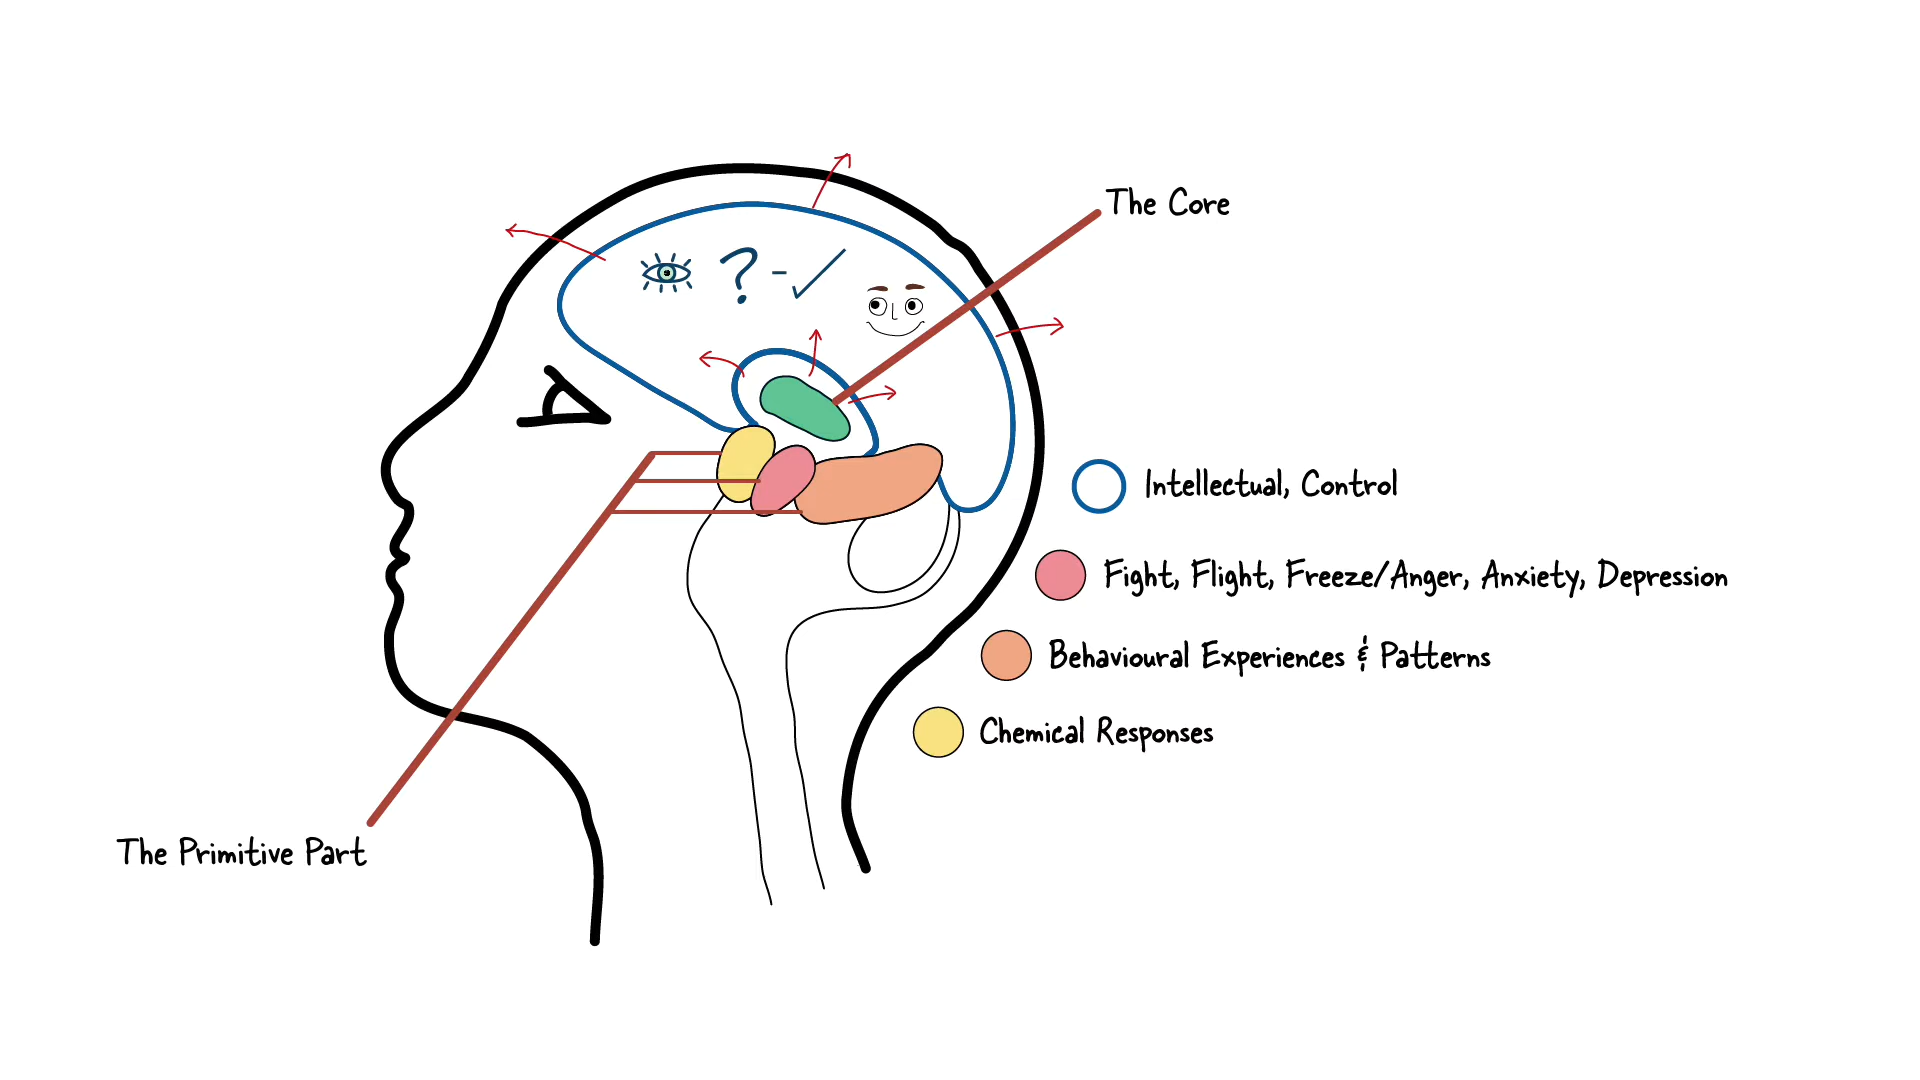 The Core
?-✓
Intellectual, Control
Fight, Flight, Freeze/Anger, Anxiety, Depression
Behavioural Experiences & Patterns
Chemical Responses
The Primitive Part